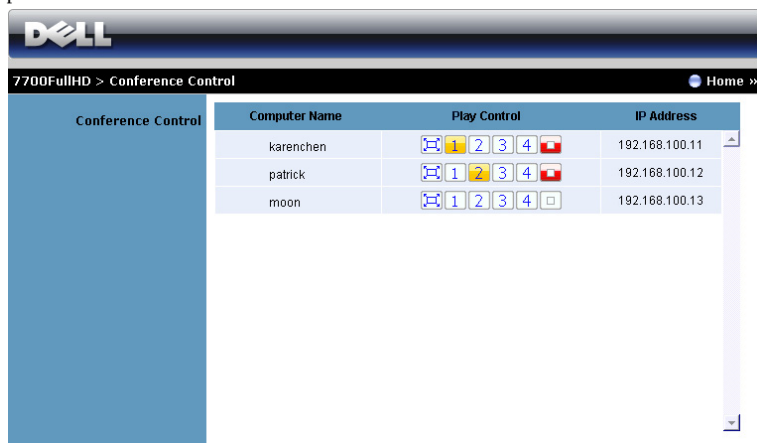 DELL
7700FullHD > Conference Control
Home »
Conference Control
Computer Name Play Control IP Address
karenchen 1 2 3 4 192.168.100.11
patrick 1 2 3 4 192.168.100.12
moon 1 2 3 4 192.168.100.13